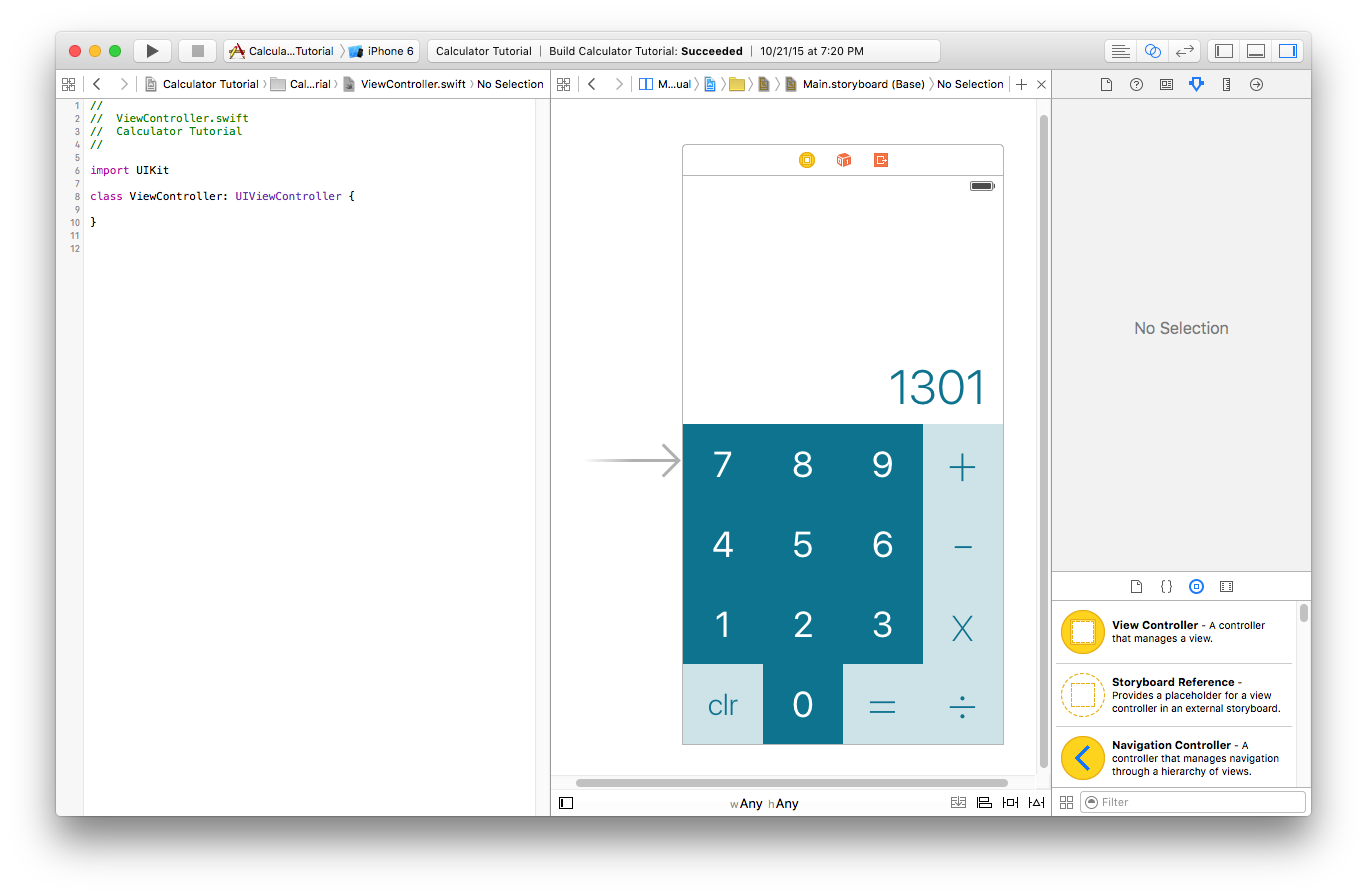 Calcula...Tutorial iPhone 6 Calculator Tutorial | Build Calculator Tutorial: Succeeded | 10/21/15 at 7:20 PM
Calculator Tutorial Cal...rial ViewController.swift No Selection
M...ual Main.storyboard (Base) No Selection
1 //
2 //  ViewController.swift
3 //  Calculator Tutorial
4 //
5
6 import UIKit
7
8 class ViewController: UIViewController {
9
10 }
11
12
1301
7 8 9 +
4 5 6 −
1 2 3 X
clr 0 = ÷
wAny hAny
No Selection
{}
View Controller - A controller
that manages a view.
Storyboard Reference -
Provides a placeholder for a view
controller in an external storyboard.
Navigation Controller - A
controller that manages navigation
through a hierarchy of views.
Filter